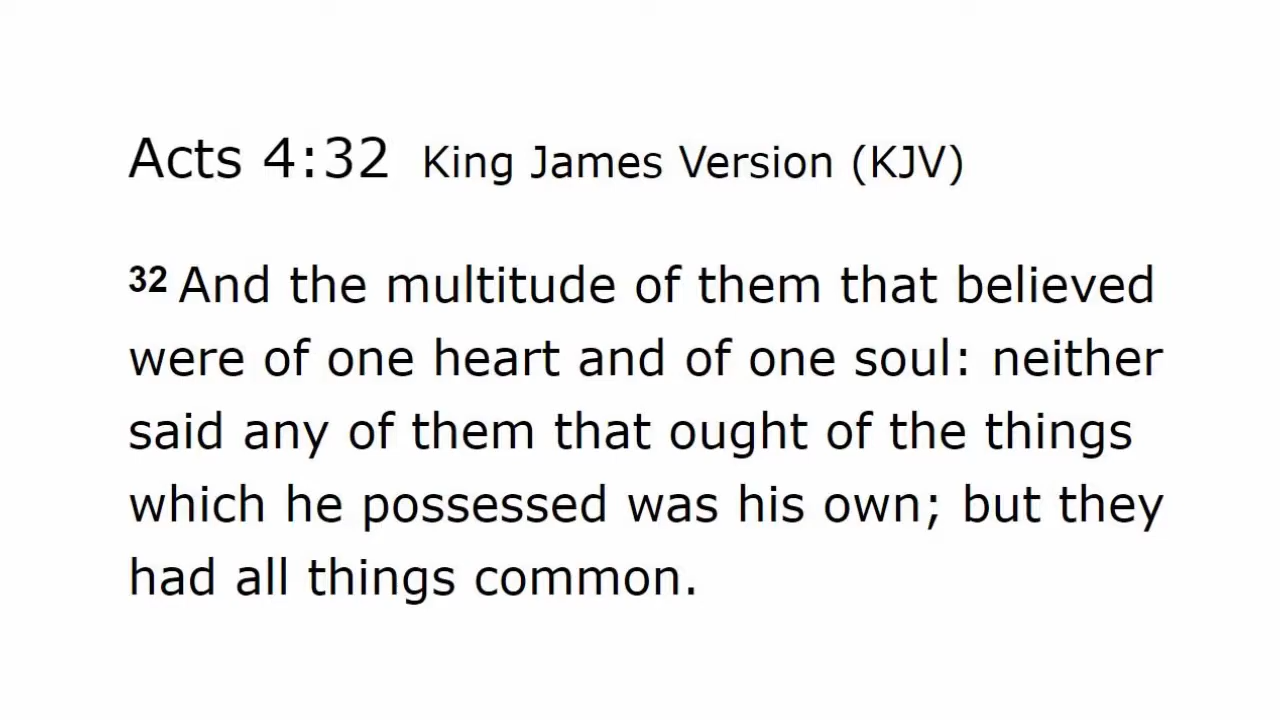 Acts 4:32 King James Version (KJV)
32 And the multitude of them that believed
were of one heart and of one soul: neither
said any of them that ought of the things
which he possessed was his own; but they
had all things common.